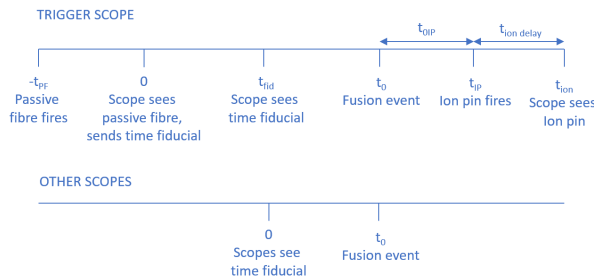 TRIGGER SCOPE
t0IP
tion delay
-tPF
0
tfid
t0
tIP
tion
Passive
fibre fires
Scope sees
passive fibre,
sends time fiducial
Scope sees
time fiducial
Fusion event
Ion pin fires
Scope sees
Ion pin
OTHER SCOPES
0
t0
Scopes see
time fiducial
Fusion event